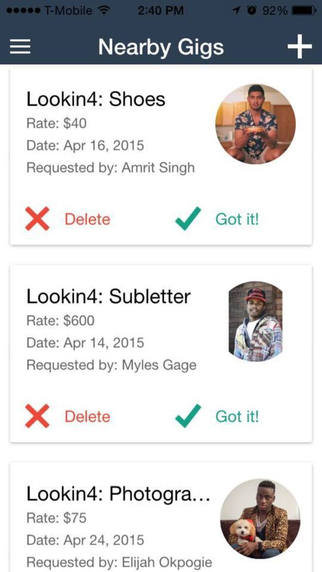 T-Mobile 2:40 PM 92%
Nearby Gigs
Lookin4: Shoes
Rate: $40
Date: Apr 16, 2015
Requested by: Amrit Singh
Delete Got it!
Lookin4: Subletter
Rate: $600
Date: Apr 14, 2015
Requested by: Myles Gage
Delete Got it!
Lookin4: Photogra...
Rate: $75
Date: Apr 24, 2015
Requested by: Elijah Okpogie